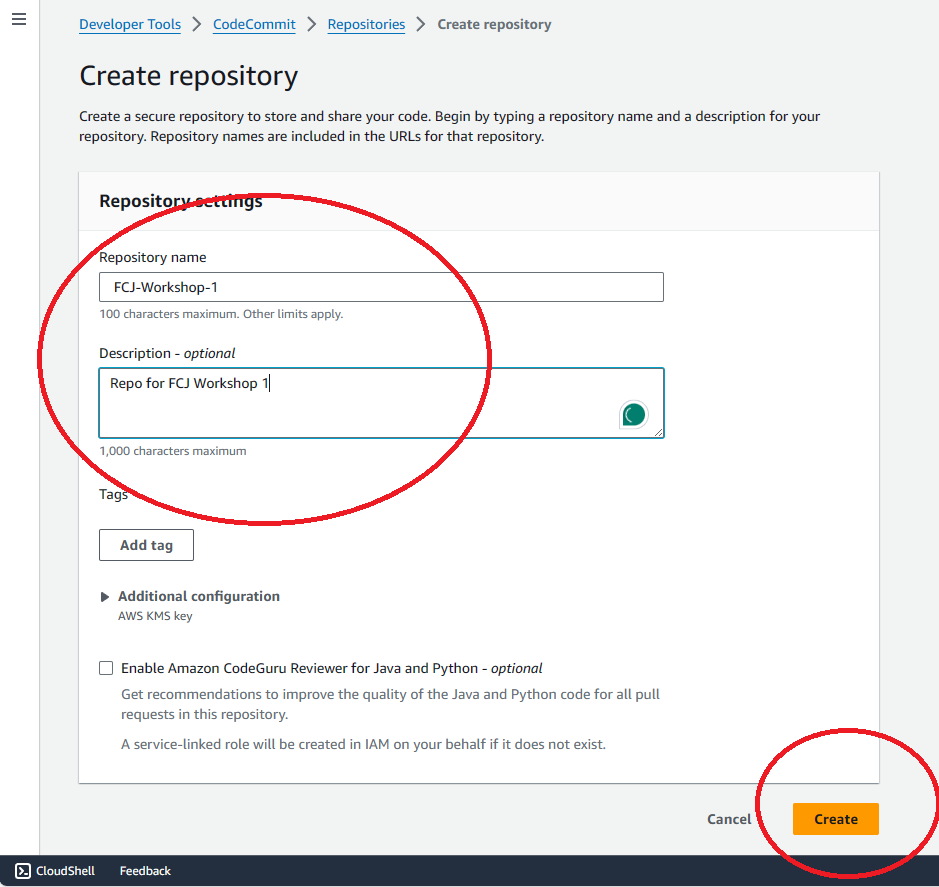 Developer Tools > CodeCommit > Repositories > Create repository
Create repository
Create a secure repository to store and share your code. Begin by typing a repository name and a description for your
repository. Repository names are included in the URLs for that repository.
Repository settings
Repository name
FCJ-Workshop-1
100 characters maximum. Other limits apply.
Description - optional
Repo for FCJ Workshop 1
1,000 characters maximum
Tags
Add tag
Additional configuration
AWS KMS key
Enable Amazon CodeGuru Reviewer for Java and Python - optional
Get recommendations to improve the quality of the Java and Python code for all pull
requests in this repository.
A service-linked role will be created in IAM on your behalf if it does not exist.
Cancel Create
CloudShell Feedback